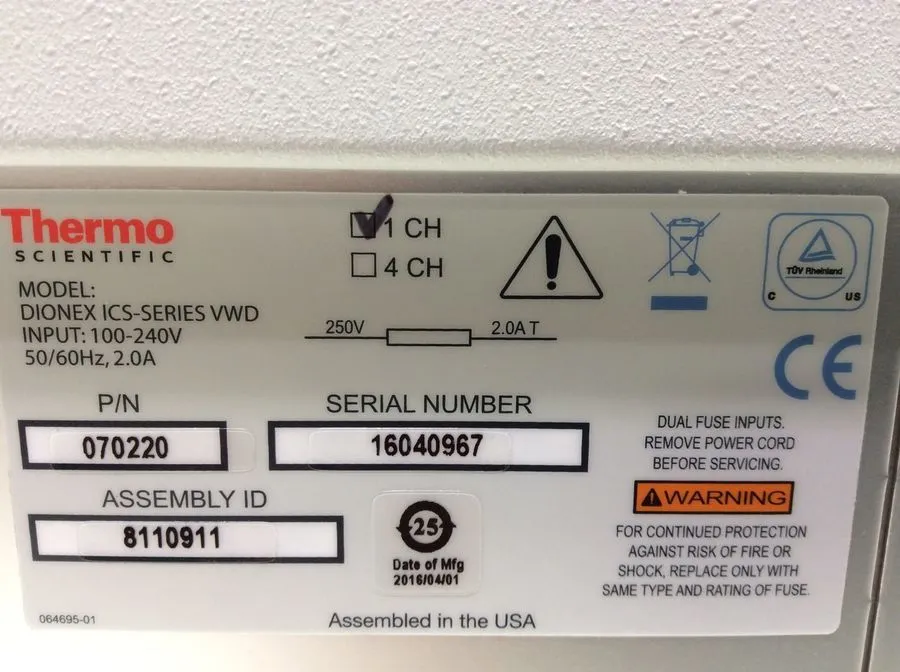 Thermo
SCIENTIFIC
MODEL:
DIONEX ICS-SERIES VWD
INPUT: 100-240V
50/60Hz, 2.0A
1 CH
4 CH
250V 2.0A T
TÜV Rheinland
C US
CE
P/N
070220
SERIAL NUMBER
16040967
ASSEMBLY ID
8110911
25
Date of Mfg
2016/04/01
DUAL FUSE INPUTS.
REMOVE POWER CORD
BEFORE SERVICING.
WARNING
FOR CONTINUED PROTECTION
AGAINST RISK OF FIRE OR
SHOCK, REPLACE ONLY WITH
SAME TYPE AND RATING OF FUSE.
064695-01
Assembled in the USA